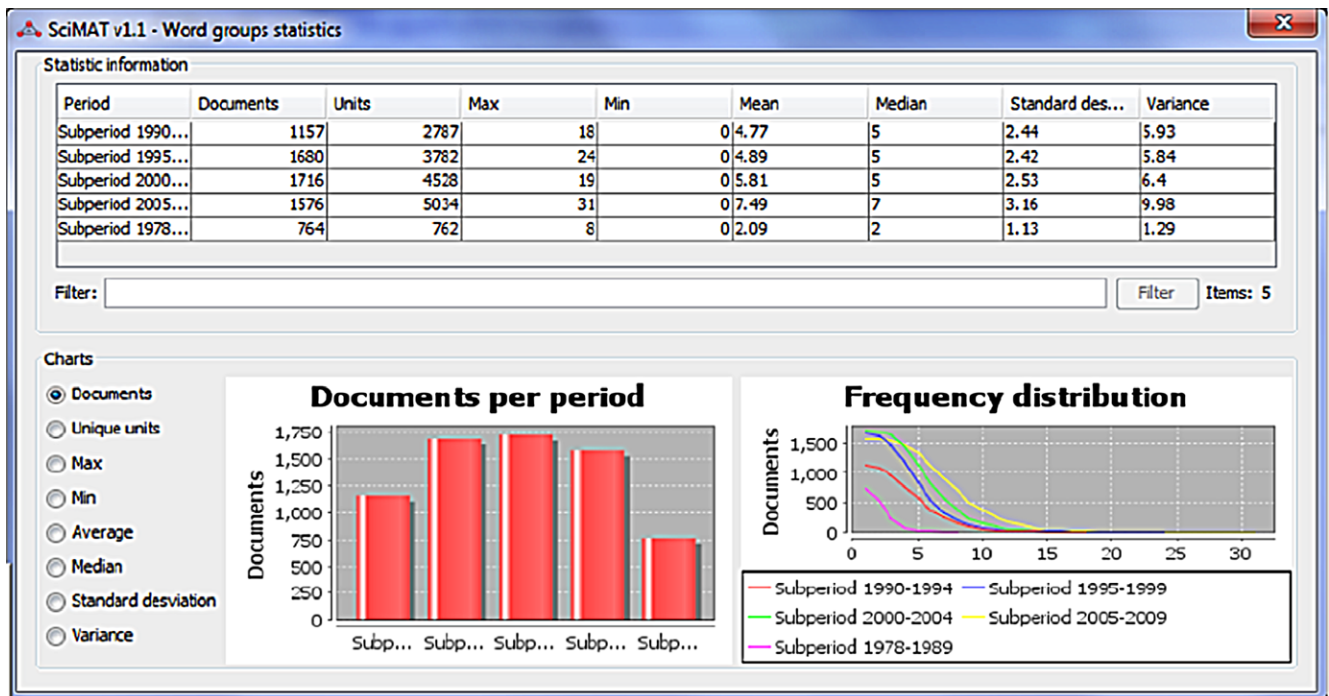 SciMAT v1.1 - Word groups statistics
Statistic information
Period Documents Units Max Min Mean Median Standard des... Variance
Subperiod 1990... 1157 2787 18 0 4.77 5 2.44 5.93
Subperiod 1995... 1680 3782 24 0 4.89 5 2.42 5.84
Subperiod 2000... 1716 4528 19 0 5.81 5 2.53 6.4
Subperiod 2005... 1576 5034 31 0 7.49 7 3.16 9.98
Subperiod 1978... 764 762 8 0 2.09 2 1.13 1.29
Filter: Filter Items: 5
Charts
Documents
Unique units
Max
Min
Average
Median
Standard desviation
Variance
Documents per period
Documents
1,750
1,500
1,250
1,000
750
500
250
0
Subp... Subp... Subp... Subp... Subp...
Frequency distribution
Documents
1,500
1,000
500
0
0 5 10 15 20 25 30
Subperiod 1990-1994 Subperiod 1995-1999
Subperiod 2000-2004 Subperiod 2005-2009
Subperiod 1978-1989